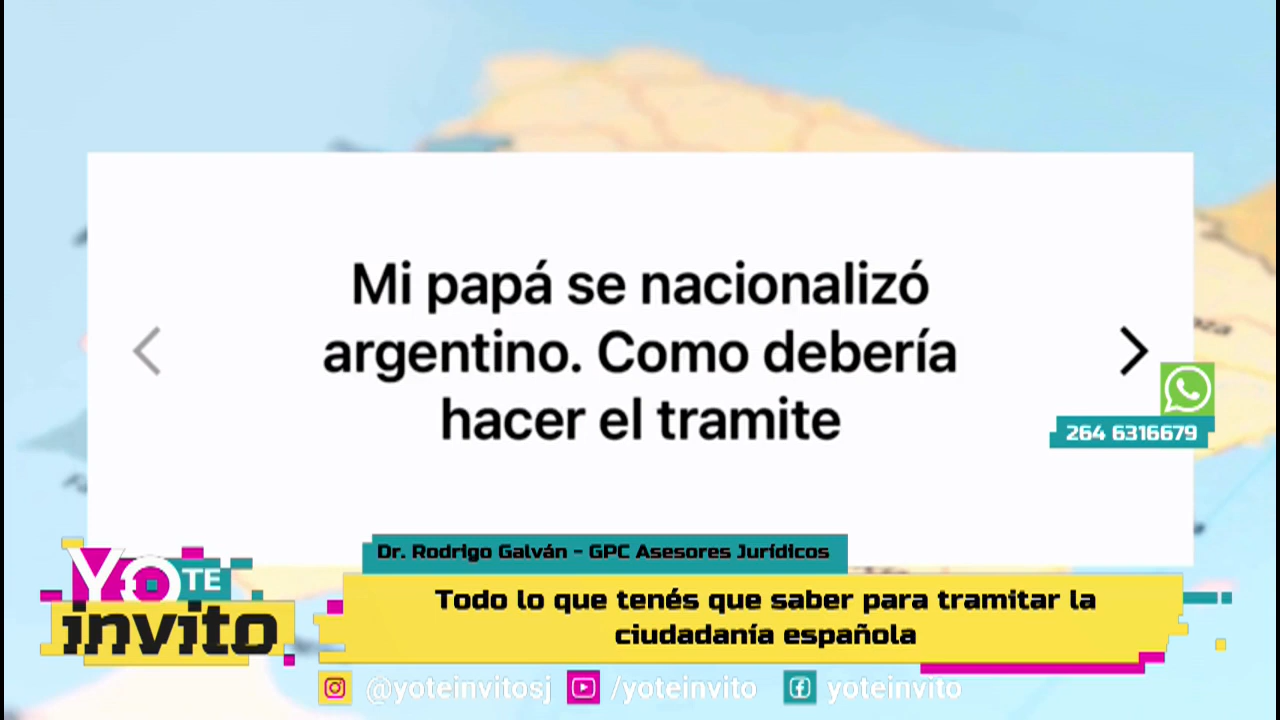 Mi papá se nacionalizó
argentino. Como debería
hacer el tramite
264 6316679
Dr. Rodrigo Galván - GPC Asesores Jurídicos
YO TE
invito
Todo lo que tenés que saber para tramitar la
ciudadanía española
@yoteinvitosj /yoteinvito yoteinvito